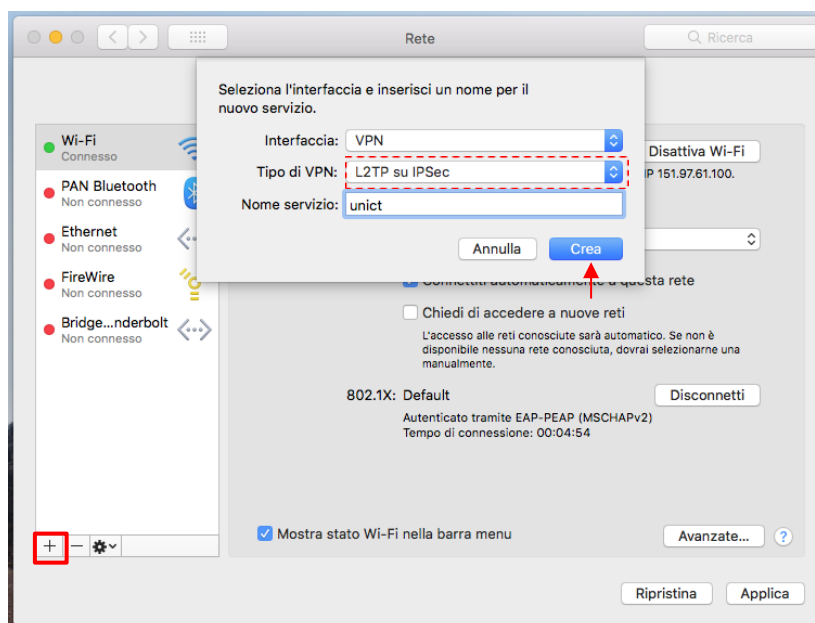 Rete
Ricerca
Seleziona l'interfaccia e inserisci un nome per il
nuovo servizio.
Interfaccia: VPN
Tipo di VPN: L2TP su IPSec
Nome servizio: unict
Annulla
Crea
Wi-Fi
Connesso
PAN Bluetooth
Non connesso
Ethernet
Non connesso
FireWire
Non connesso
Bridge...nderbolt
Non connesso
Disattiva Wi-Fi
IP 151.97.61.100.
Connettiti automaticamente a questa rete
Chiedi di accedere a nuove reti
L'accesso alle reti conosciute sarà automatico. Se non è
disponibile nessuna rete conosciuta, dovrai selezionarne una
manualmente.
802.1X: Default
Disconnetti
Autenticato tramite EAP-PEAP (MSCHAPv2)
Tempo di connessione: 00:04:54
Mostra stato Wi-Fi nella barra menu
Avanzate...
?
Ripristina
Applica